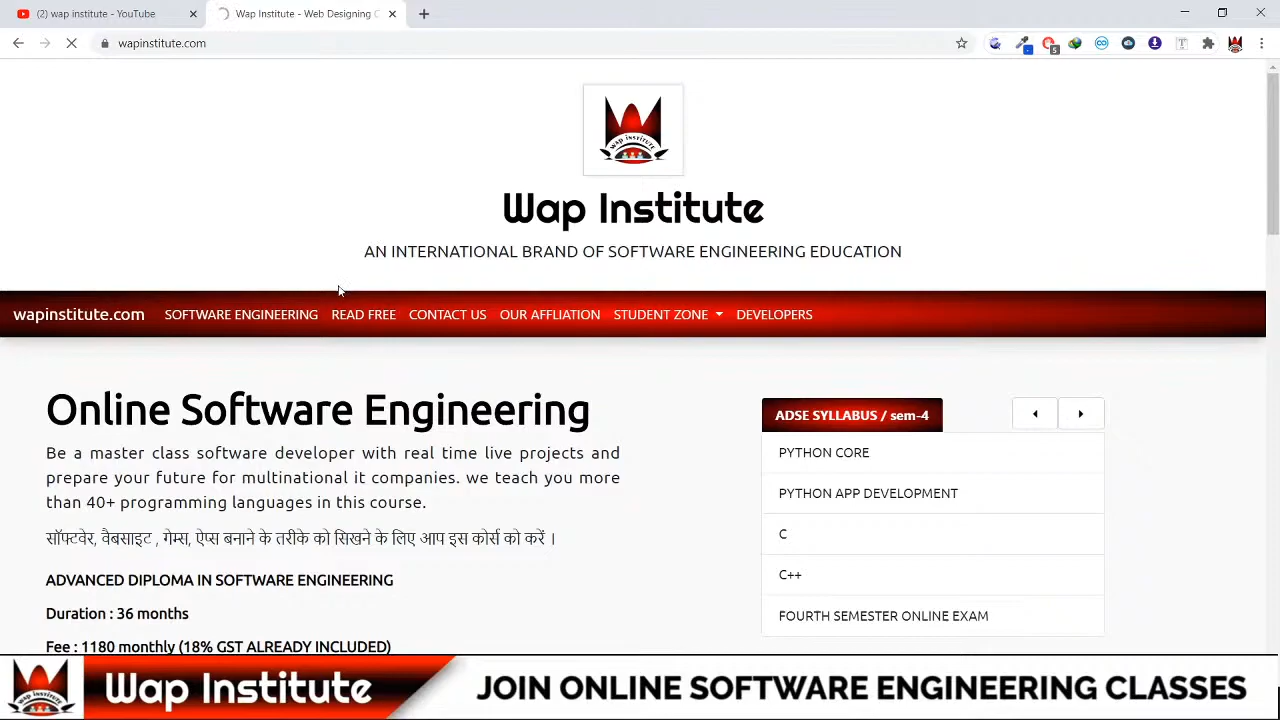 (2) wap institute - YouTube
Wap Institute - Web Designing C
wapinstitute.com
5
Wap Institute
Wap Institute
AN INTERNATIONAL BRAND OF SOFTWARE ENGINEERING EDUCATION
wapinstitute.com SOFTWARE ENGINEERING READ FREE CONTACT US OUR AFFLIATION STUDENT ZONE DEVELOPERS
Online Software Engineering
Be a master class software developer with real time live projects and
prepare your future for multinational it companies. we teach you more
than 40+ programming languages in this course.
सॉफ्टवेर, वैबसाइट , गेम्स, ऐप्स बनाने के तरीके को सिखने के लिए आप इस कोर्स को करें ।
ADVANCED DIPLOMA IN SOFTWARE ENGINEERING
Duration : 36 months
Fee : 1180 monthly (18% GST ALREADY INCLUDED)
ADSE SYLLABUS / sem-4
PYTHON CORE
PYTHON APP DEVELOPMENT
C
C++
FOURTH SEMESTER ONLINE EXAM
Wap Institute
Wap Institute
JOIN ONLINE SOFTWARE ENGINEERING CLASSES